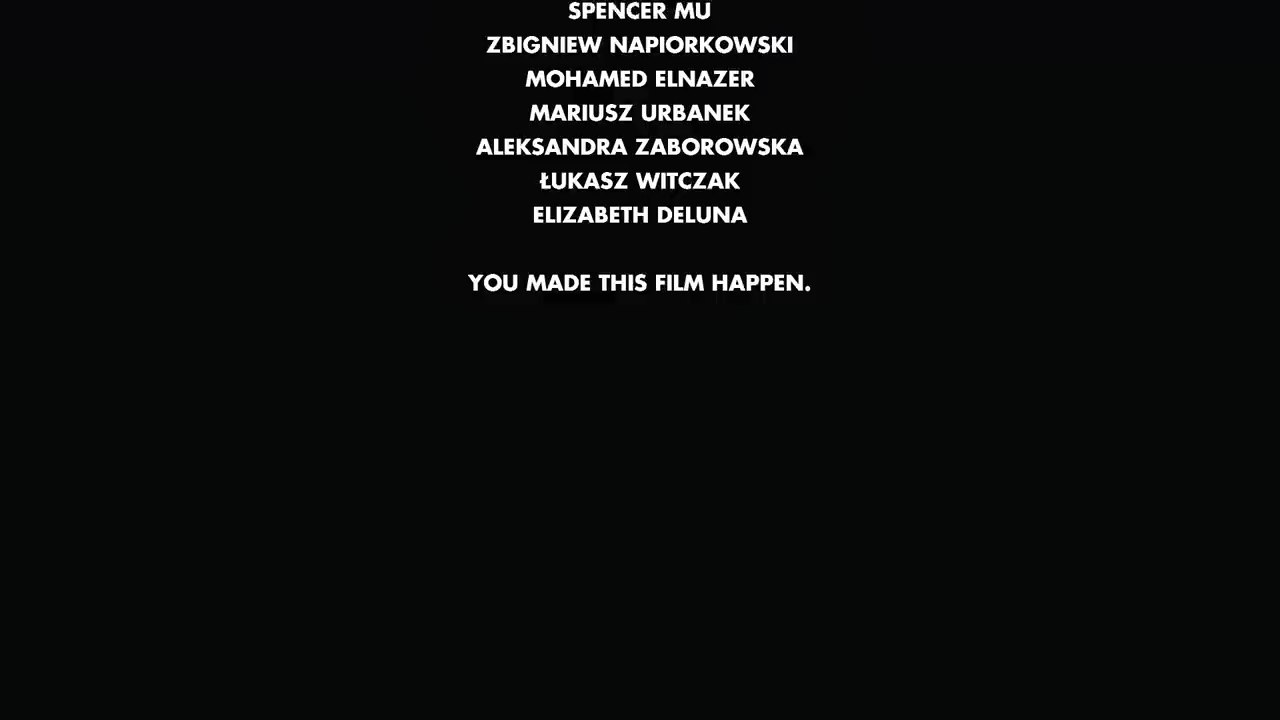 SPENCER MU
ZBIGNIEW NAPIORKOWSKI
MOHAMED ELNAZER
MARIUSZ URBANEK
ALEKSANDRA ZABOROWSKA
ŁUKASZ WITCZAK
ELIZABETH DELUNA
YOU MADE THIS FILM HAPPEN.